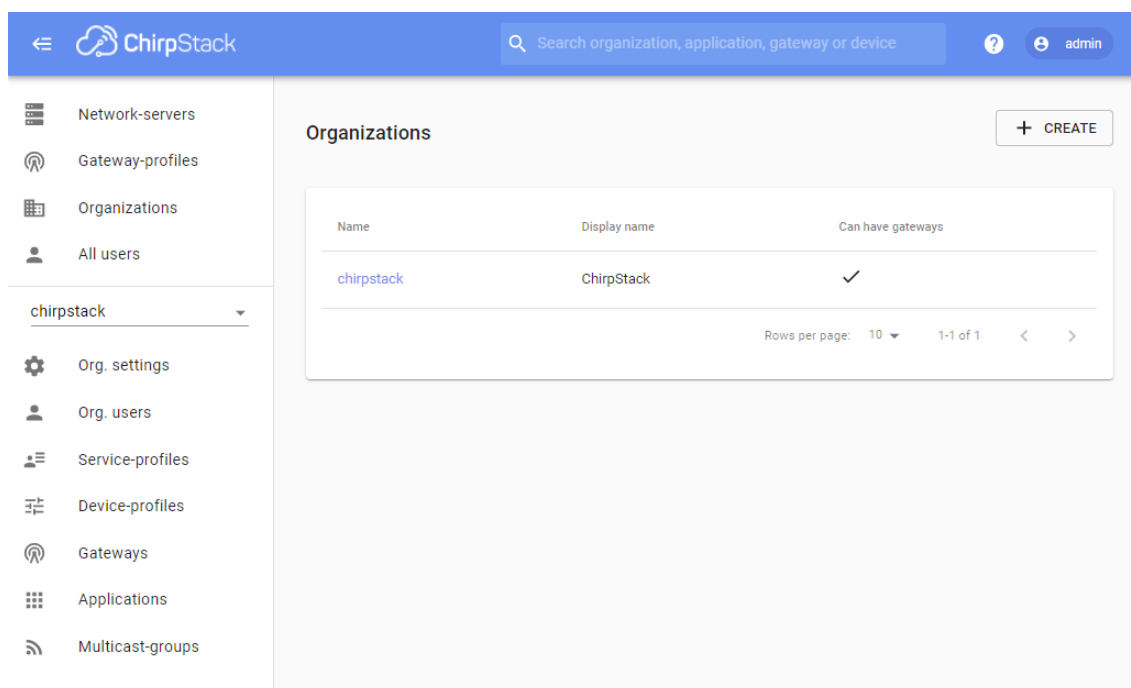 ChirpStack
Search organization, application, gateway or device
? admin
Network-servers
Gateway-profiles
Organizations
All users
chirpstack
Org. settings
Org. users
Service-profiles
Device-profiles
Gateways
Applications
Multicast-groups
Organizations
+ CREATE
Name Display name Can have gateways
chirpstack ChirpStack ✓
Rows per page: 10 1-1 of 1 < >